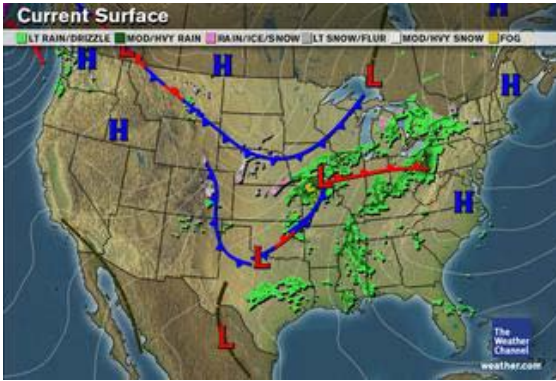 Current Surface
LT RAIN/DRIZZLE MOD/HVY RAIN RAIN/ICE/SNOW LT SNOW/FLUR MOD/HVY SNOW FOG
H
L
H
H
L
H
H
L
H
L
L
The
Weather
Channel
weather.com